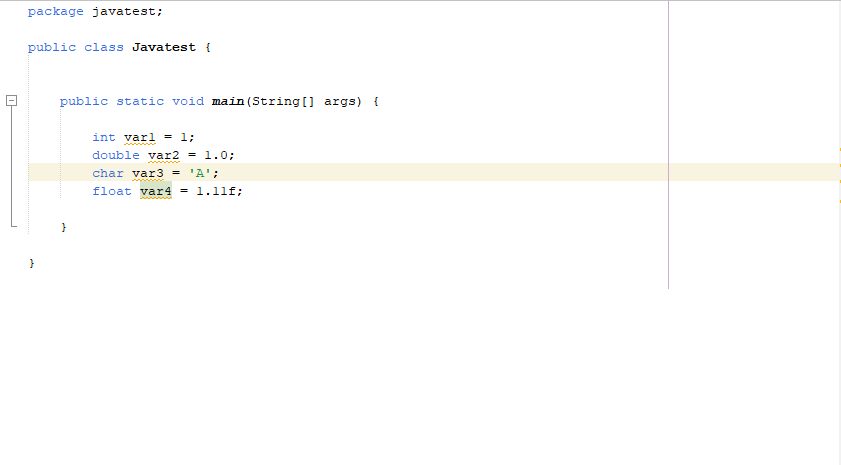 package javatest;
public class Javatest {
public static void main(String[] args) {
int var1 = 1;
double var2 = 1.0;
char var3 = 'A';
float var4 = 1.11f;
}
}